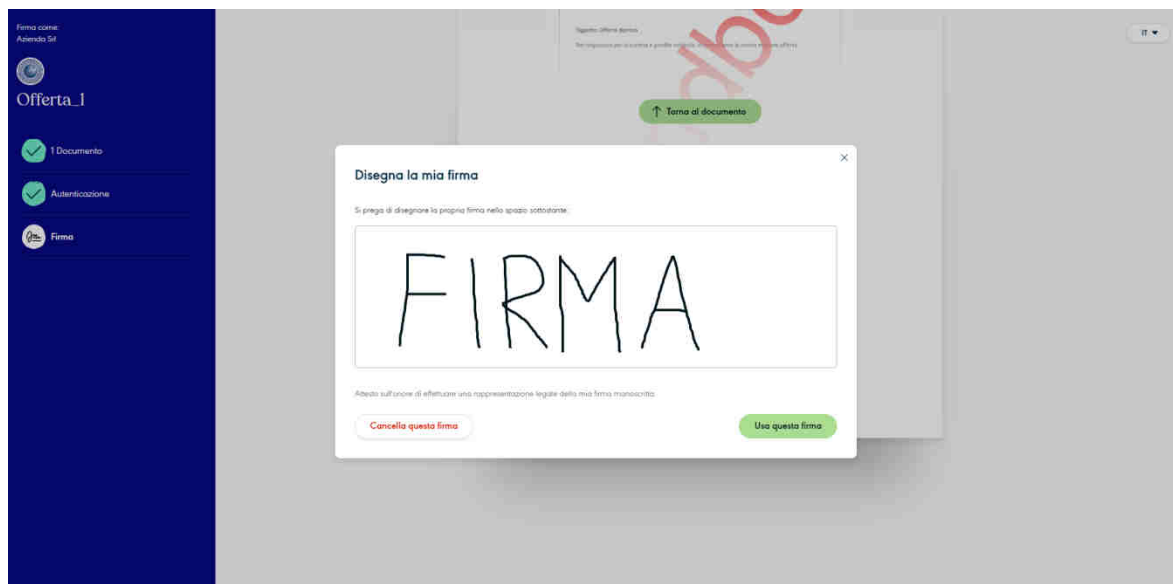 Firma come:
Azienda Srl
Offerta_1
1 Documento
Autenticazione
Firma
IT
Torna al documento
Disegna la mia firma
Si prega di disegnare la propria firma nello spazio sottostante.
FIRMA
Attesto sull'onore di effettuare una rappresentazione legale della mia firma manoscritta.
Cancella questa firma
Usa questa firma